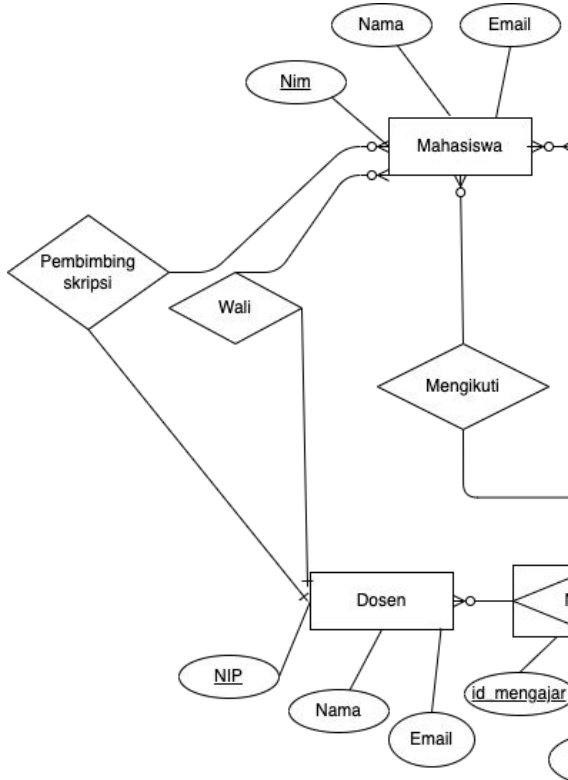 Nama
Email
Nim
Mahasiswa
Pembimbing
skripsi
Wali
Mengikuti
Dosen
NIP
id_mengajar
Nama
Email